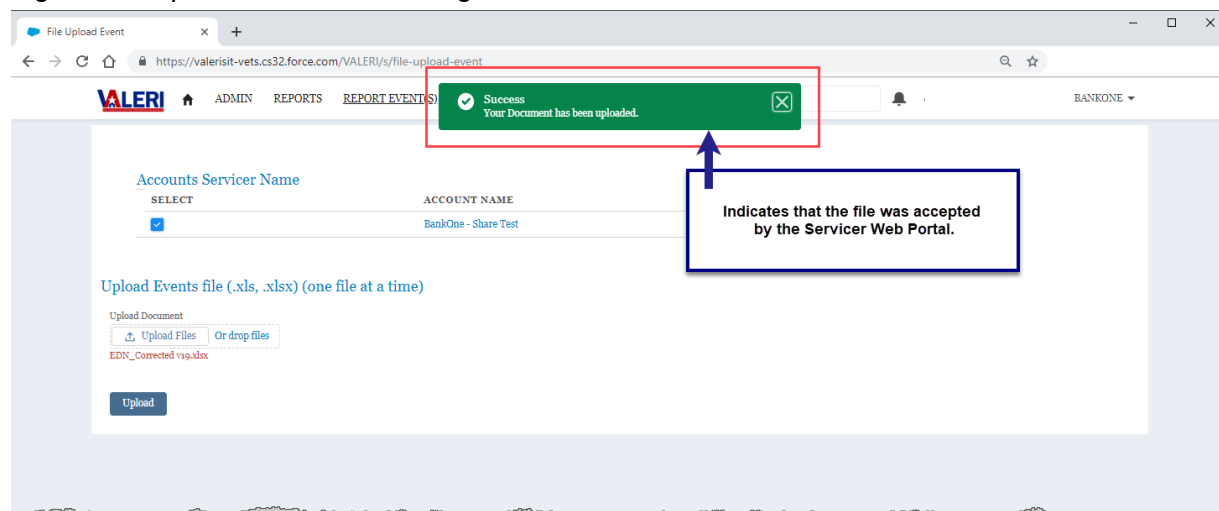 File Upload Event
https://valerisit-vets.cs32.force.com/VALERI/s/file-upload-event
VALERI ADMIN REPORTS REPORT EVENT(S) BANKONE
Success
Your Document has been uploaded.
Accounts Servicer Name
SELECT ACCOUNT NAME
BankOne - Share Test
Indicates that the file was accepted
by the Servicer Web Portal.
Upload Events file (.xls, .xlsx) (one file at a time)
Upload Document
Upload Files Or drop files
EDN_Corrected v19.xlsx
Upload